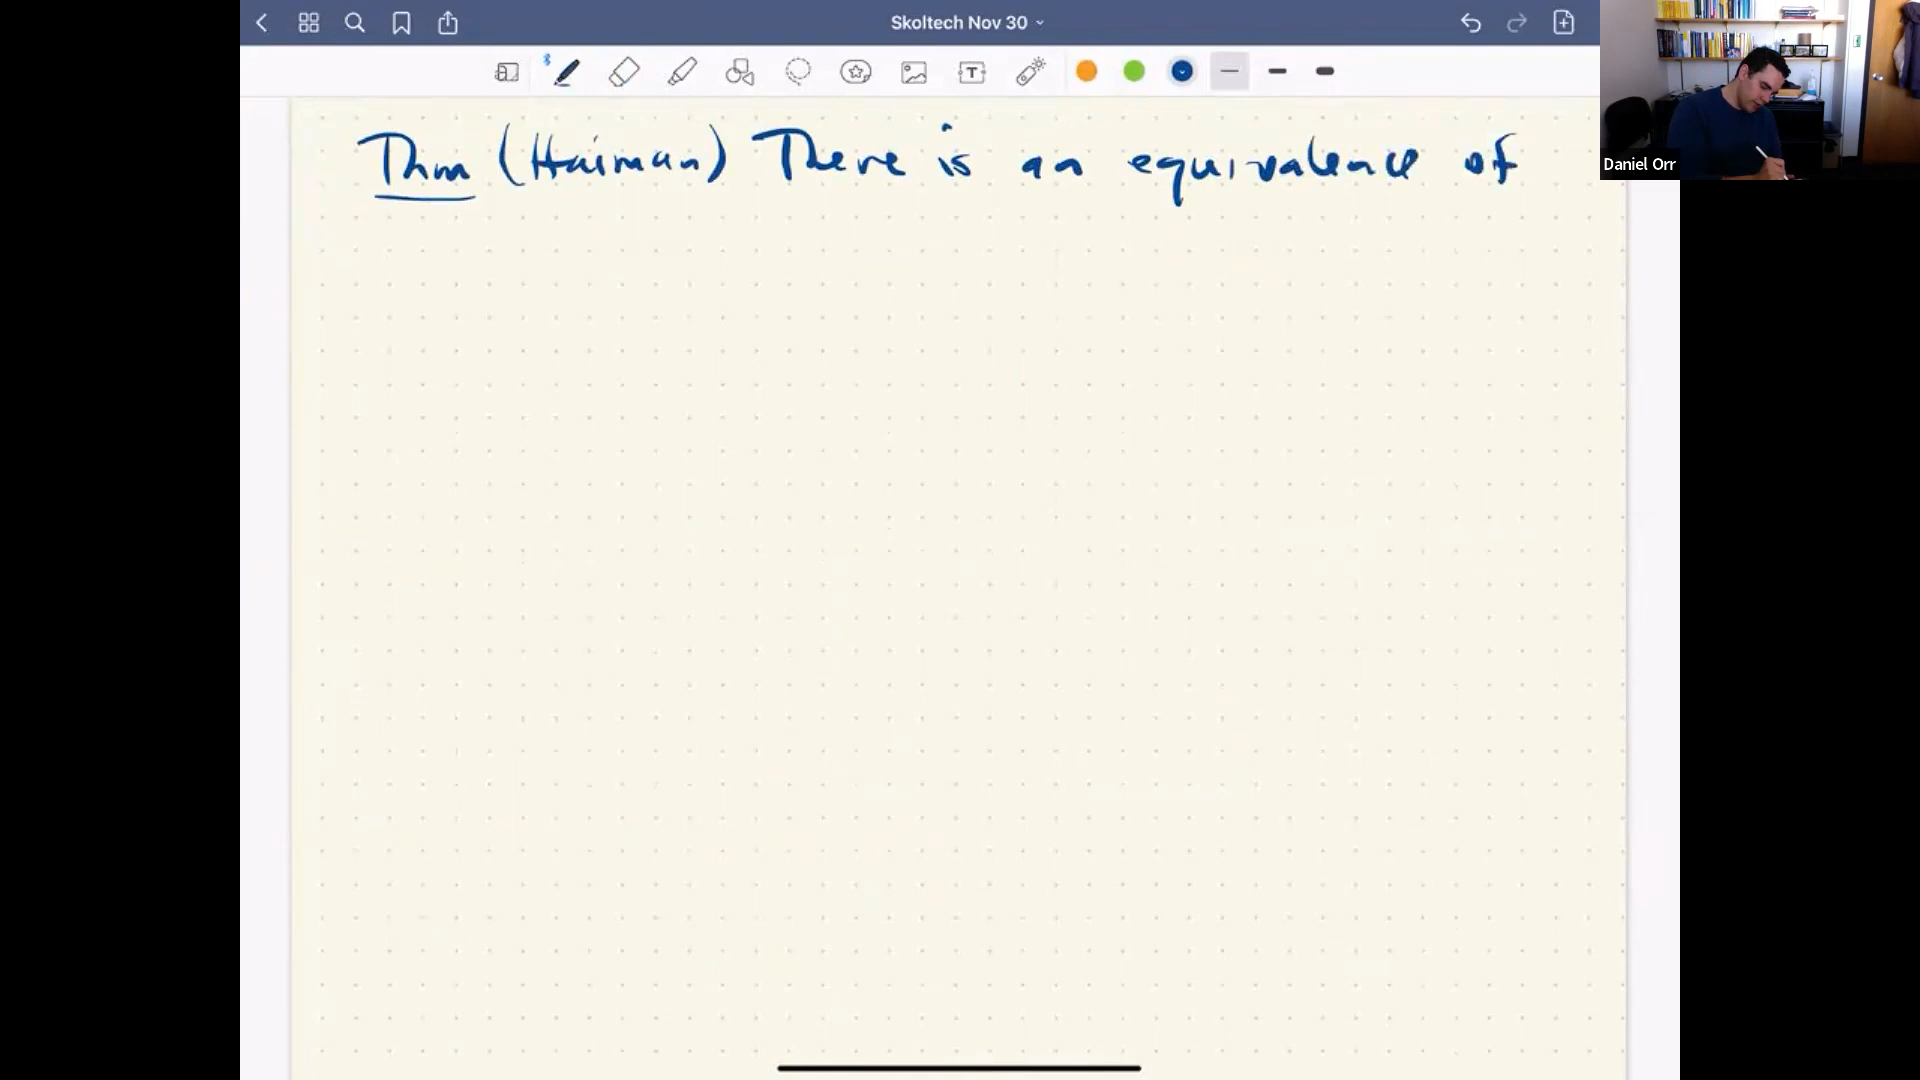 Skoltech Nov 30
Thm (Haiman) There is an equivalence of
Daniel Orr